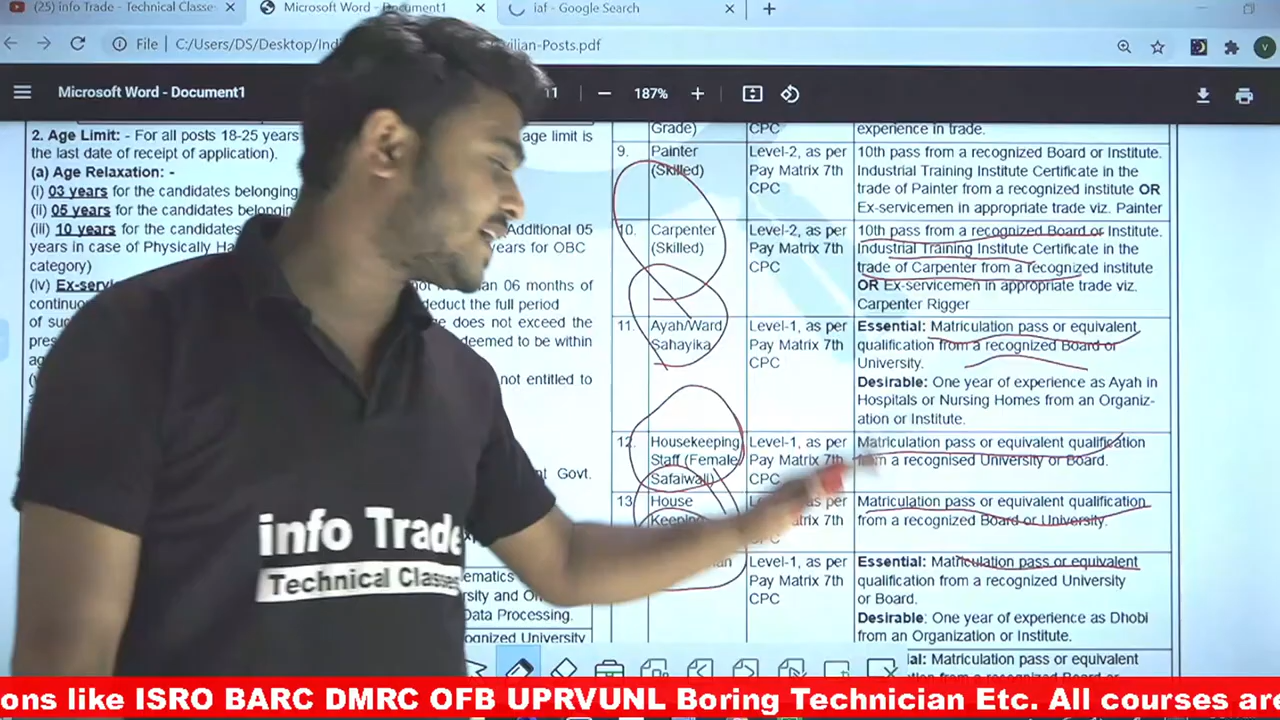 (25) info Trade - Technical Classe
Microsoft Word - Document1
iaf - Google Search
File
C:/Users/DS/Desktop/Ind
ilian-Posts.pdf
Microsoft Word - Document1
11
187%
2. Age Limit: - For all posts 18-25 years
age limit is
the last date of receipt of application).
(a) Age Relaxation: -
(i) 03 years for the candidates belonging
(ii) 05 years for the candidates belong
(iii) 10 years for the candidates
Additional 05
years in case of Physically Ha
years for OBC
category)
(iv) Ex-serv
than 06 months of
continuo
deduct the full period
of su
e does not exceed the
pres
deemed to be within
not entitled to
Govt.
ematics
rsity and O
Data Processing.
ognized University
Grade)
CPC
experience in trade.
9.
Painter
(Skilled)
Level-2, as per
Pay Matrix 7th
CPC
10th pass from a recognized Board or Institute.
Industrial Training Institute Certificate in the
trade of Painter from a recognized institute OR
Ex-servicemen in appropriate trade viz. Painter
10.
Carpenter
(Skilled)
Level-2, as per
Pay Matrix 7th
CPC
10th pass from a recognized Board or Institute.
Industrial Training Institute Certificate in the
trade of Carpenter from a recognized institute
OR Ex-servicemen in appropriate trade viz.
Carpenter Rigger
11.
Ayah/Ward
Sahayika
Level-1, as per
Pay Matrix 7th
CPC
Essential: Matriculation pass or equivalent
qualification from a recognized Board or
University.
Desirable: One year of experience as Ayah in
Hospitals or Nursing Homes from an Organiz-
ation or Institute.
12.
Housekeeping
Staff (Female
Safaiwali)
Level-1, as per
Pay Matrix 7th
CPC
Matriculation pass or equivalent qualification
from a recognised University or Board.
13
House
Keeping
as per
atrix 7th
CPC
Matriculation pass or equivalent qualification
from a recognized Board or University.
Level-1, as per
Pay Matrix 7th
CPC
Essential: Matriculation pass or equivalent
qualification from a recognized University
or Board.
Desirable: One year of experience as Dhobi
from an Organization or Institute.
ial: Matriculation pass or equivalent
info Trade
Technical Classes
ons like ISRO BARC DMRC OFB UPRVUNL Boring Technician Etc. All courses are